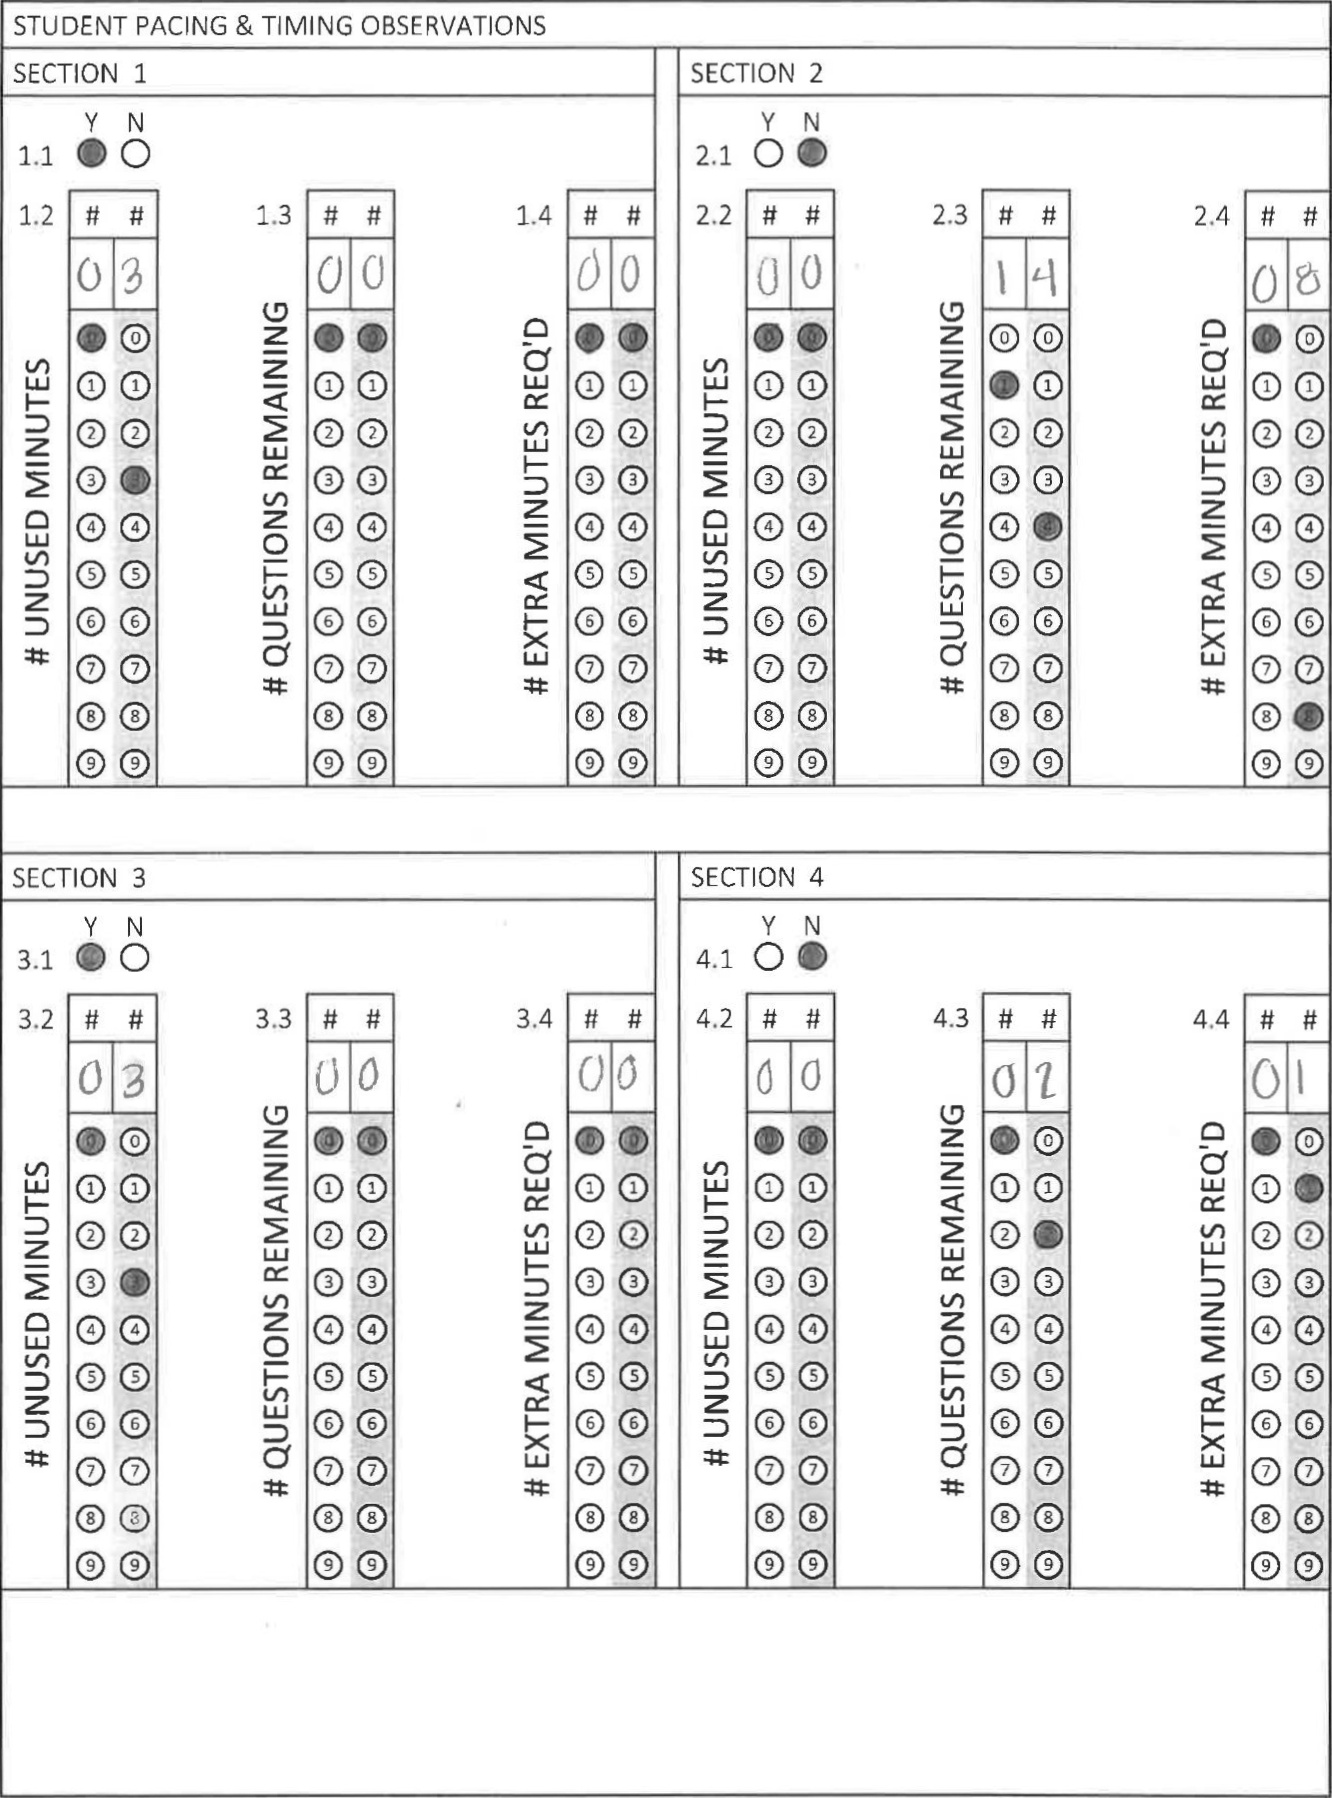 STUDENT PACING & TIMING OBSERVATIONS
SECTION 1
Y N
1.1
1.2 # # 1.3 # # 1.4 # #
0 3 0 0 0 0
# UNUSED MINUTES
# QUESTIONS REMAINING
# EXTRA MINUTES REQ'D
0 0 0 0 0 0
1 1 1 1 1 1
2 2 2 2 2 2
3 3 3 3 3 3
4 4 4 4 4 4
5 5 5 5 5 5
6 6 6 6 6 6
7 7 7 7 7 7
8 8 8 8 8 8
9 9 9 9 9 9
SECTION 2
Y N
2.1
2.2 # # 2.3 # # 2.4 # #
0 0 1 4 0 8
# UNUSED MINUTES
# QUESTIONS REMAINING
# EXTRA MINUTES REQ'D
0 0 0 0 0 0
1 1 1 1 1 1
2 2 2 2 2 2
3 3 3 3 3 3
4 4 4 4 4 4
5 5 5 5 5 5
6 6 6 6 6 6
7 7 7 7 7 7
8 8 8 8 8 8
9 9 9 9 9 9
SECTION 3
Y N
3.1
3.2 # # 3.3 # # 3.4 # #
0 3 0 0 0 0
# UNUSED MINUTES
# QUESTIONS REMAINING
# EXTRA MINUTES REQ'D
0 0 0 0 0 0
1 1 1 1 1 1
2 2 2 2 2 2
3 3 3 3 3 3
4 4 4 4 4 4
5 5 5 5 5 5
6 6 6 6 6 6
7 7 7 7 7 7
8 8 8 8 8 8
9 9 9 9 9 9
SECTION 4
Y N
4.1
4.2 # # 4.3 # # 4.4 # #
0 0 0 2 0 1
# UNUSED MINUTES
# QUESTIONS REMAINING
# EXTRA MINUTES REQ'D
0 0 0 0 0 0
1 1 1 1 1 1
2 2 2 2 2 2
3 3 3 3 3 3
4 4 4 4 4 4
5 5 5 5 5 5
6 6 6 6 6 6
7 7 7 7 7 7
8 8 8 8 8 8
9 9 9 9 9 9